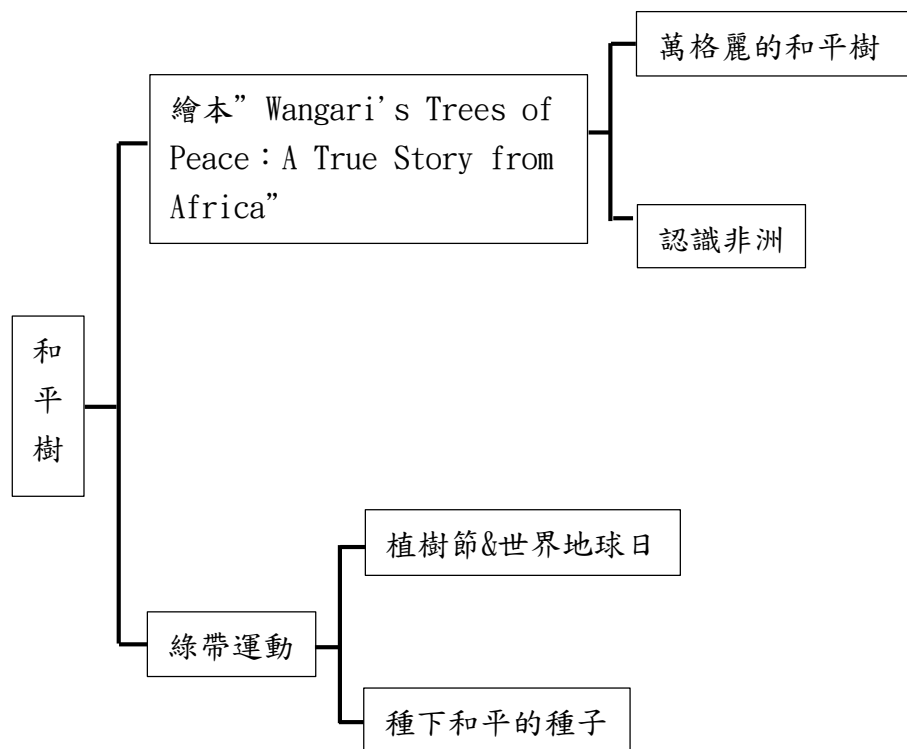 萬格麗的和平樹
繪本” Wangari’s Trees of
Peace：A True Story from
Africa”
認識非洲
和
平
樹
植樹節&世界地球日
綠帶運動
種下和平的種子